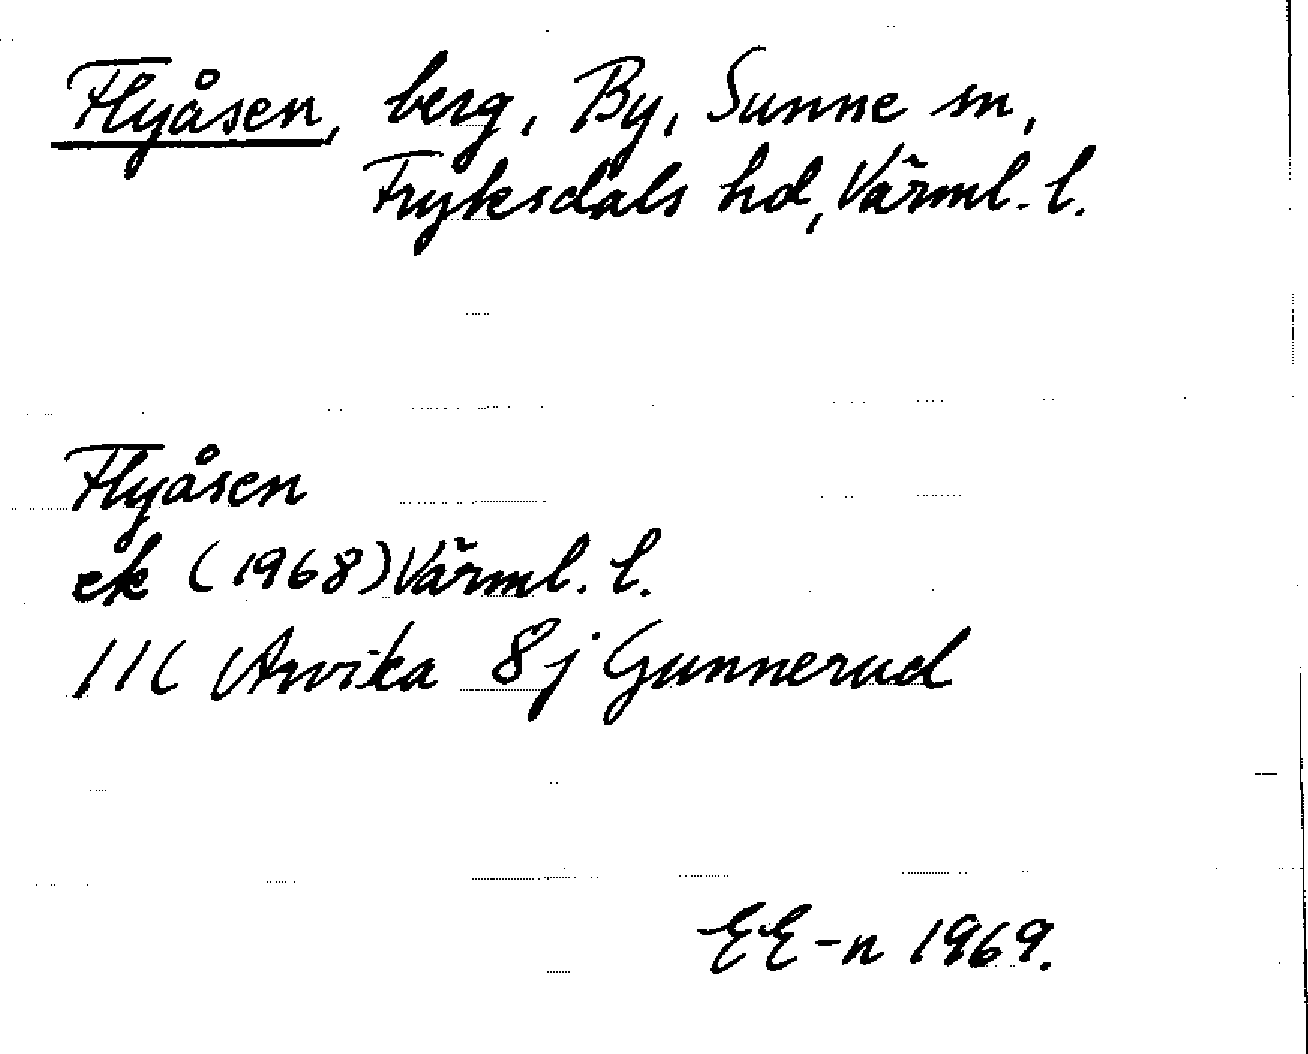 Flyåsen, berg, By, Sunne sn,
Fryksdals hd, Värml. l.
Flyåsen
ek (1968) Värml. l.
11C Arvika 8j Gunnerud
EE-n 1969.